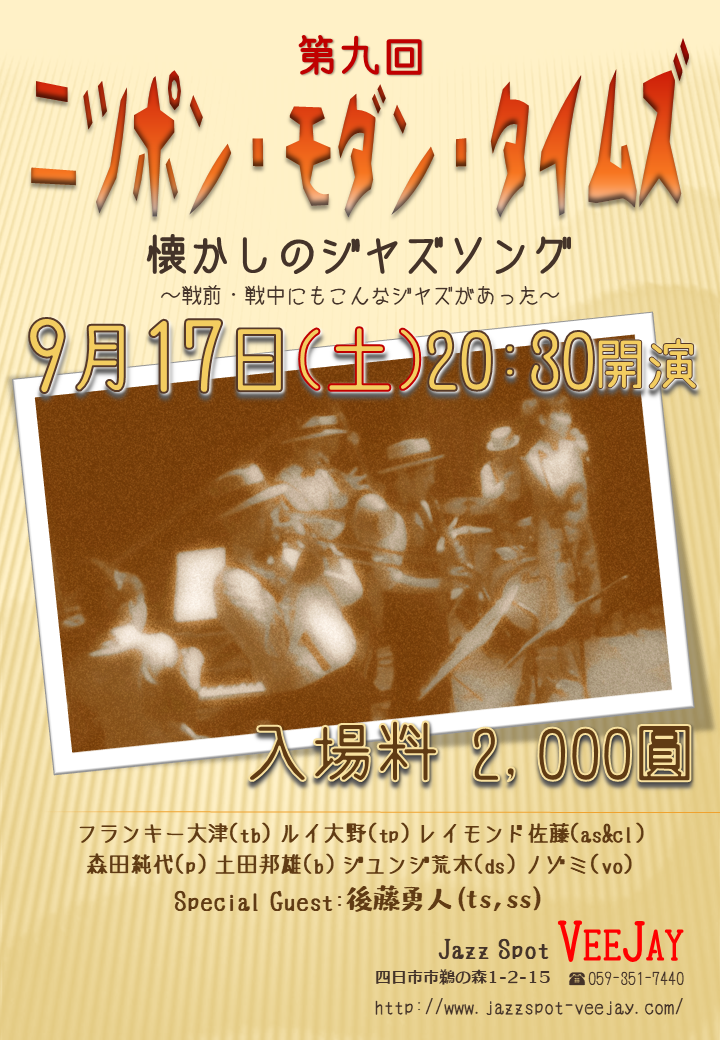 第九回
ニッポン・モダン・タイムズ
懐かしのジャズソング
～戦前・戦中にもこんなジャズがあった～
9月17日(土)20:30開演
入場料 2,000圓
フランキー大津(tb) ルイ大野(tp) レイモンド佐藤(as&cl)
森田純代(p) 土田邦雄(b) ジュンジ荒木(ds) ノゾミ(vo)
Special Guest:後藤勇人(ts,ss)
Jazz Spot VEEJAY
四日市市鵜の森1-2-15 ☎059-351-7440
http://www.jazzspot-veejay.com/